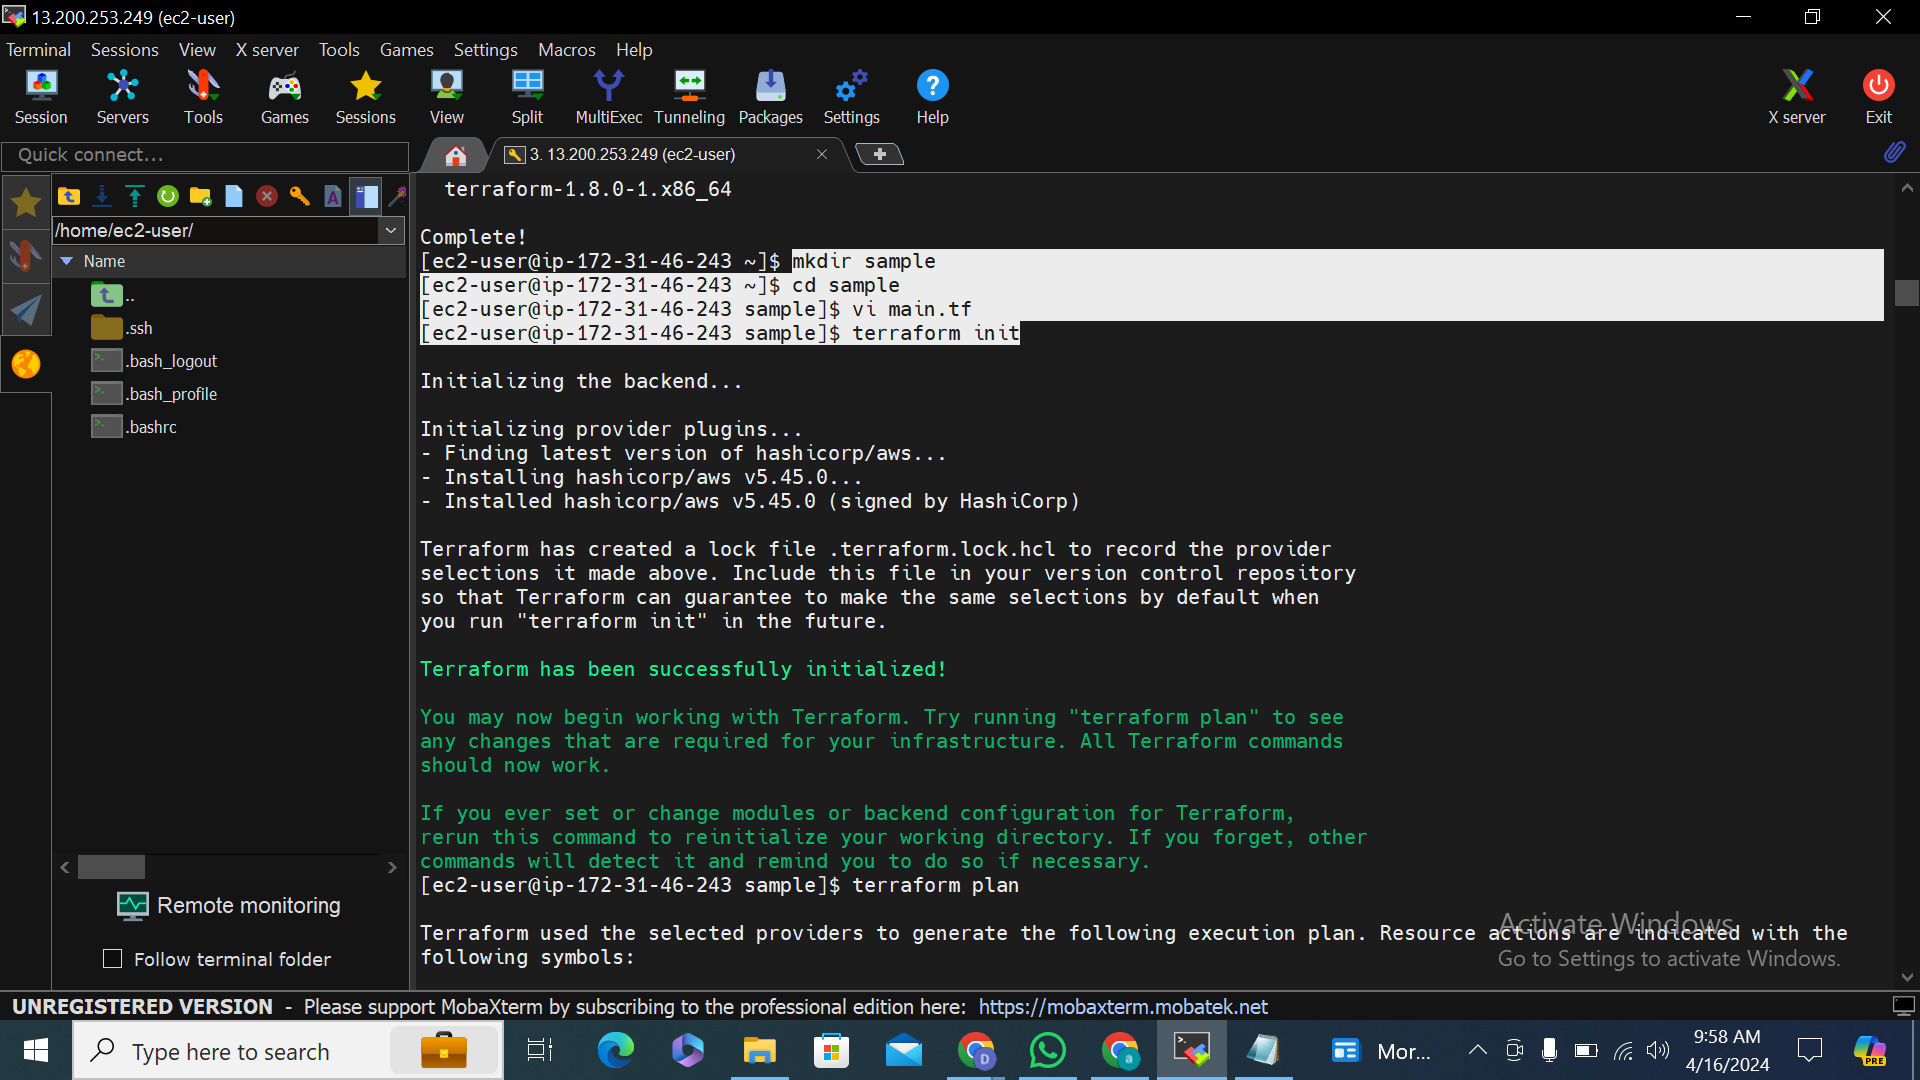 13.200.253.249 (ec2-user)
Terminal Sessions View X server Tools Games Settings Macros Help
Session Servers Tools Games Sessions View Split MultiExec Tunneling Packages Settings Help X server Exit
Quick connect...
3. 13.200.253.249 (ec2-user)
/home/ec2-user/
Name
..
.ssh
.bash_logout
.bash_profile
.bashrc
Remote monitoring
Follow terminal folder
terraform-1.8.0-1.x86_64
Complete!
[ec2-user@ip-172-31-46-243 ~]$ mkdir sample
[ec2-user@ip-172-31-46-243 ~]$ cd sample
[ec2-user@ip-172-31-46-243 sample]$ vi main.tf
[ec2-user@ip-172-31-46-243 sample]$ terraform init
Initializing the backend...
Initializing provider plugins...
- Finding latest version of hashicorp/aws...
- Installing hashicorp/aws v5.45.0...
- Installed hashicorp/aws v5.45.0 (signed by HashiCorp)
Terraform has created a lock file .terraform.lock.hcl to record the provider
selections it made above. Include this file in your version control repository
so that Terraform can guarantee to make the same selections by default when
you run "terraform init" in the future.
Terraform has been successfully initialized!
You may now begin working with Terraform. Try running "terraform plan" to see
any changes that are required for your infrastructure. All Terraform commands
should now work.
If you ever set or change modules or backend configuration for Terraform,
rerun this command to reinitialize your working directory. If you forget, other
commands will detect it and remind you to do so if necessary.
[ec2-user@ip-172-31-46-243 sample]$ terraform plan
Terraform used the selected providers to generate the following execution plan. Resource actions are indicated with the
following symbols:
Activate Windows
Go to Settings to activate Windows.
UNREGISTERED VERSION - Please support MobaXterm by subscribing to the professional edition here: https://mobaxterm.mobatek.net
Type here to search
Mor...
9:58 AM
4/16/2024
PRE